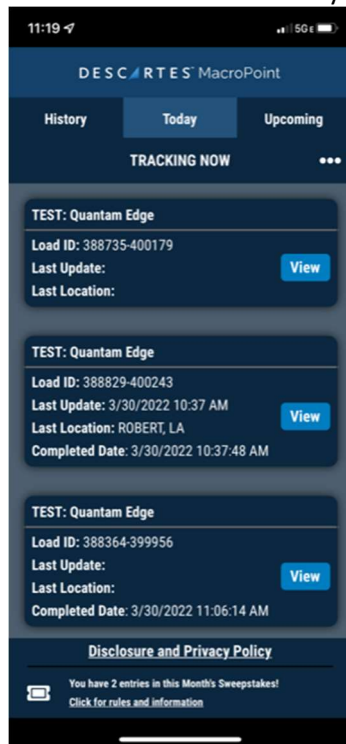 11:19
5G E
DESCARTES MacroPoint
History Today Upcoming
TRACKING NOW
TEST: Quantam Edge
Load ID: 388735-400179
Last Update:
View
Last Location:
TEST: Quantam Edge
Load ID: 388829-400243
Last Update: 3/30/2022 10:37 AM
View
Last Location: ROBERT, LA
Completed Date: 3/30/2022 10:37:48 AM
TEST: Quantam Edge
Load ID: 388364-399956
Last Update:
View
Last Location:
Completed Date: 3/30/2022 11:06:14 AM
Disclosure and Privacy Policy
You have 2 entries in this Month's Sweepstakes!
Click for rules and information